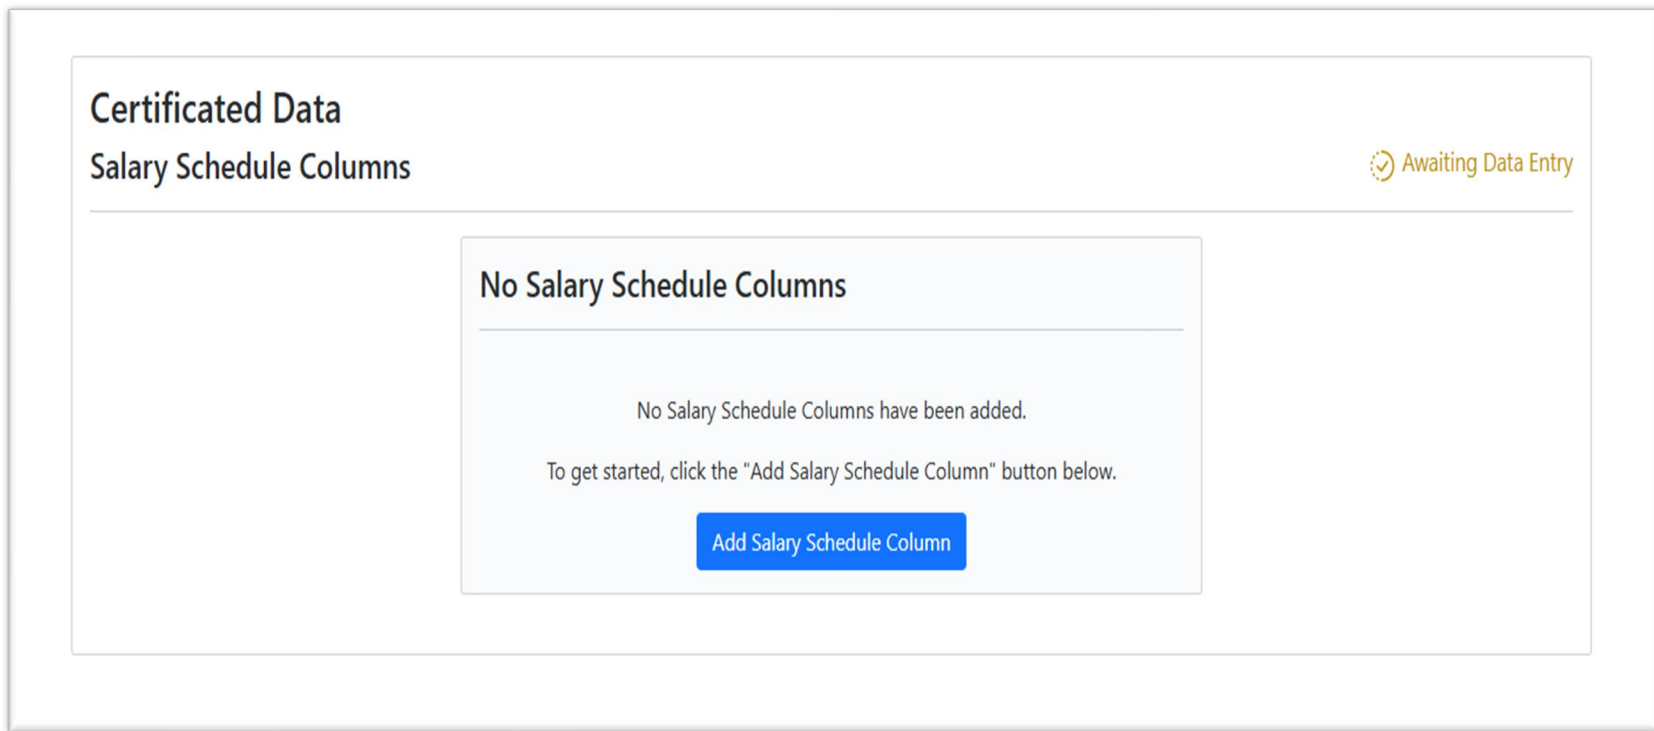 Certificated Data
Salary Schedule Columns
Awaiting Data Entry
No Salary Schedule Columns
No Salary Schedule Columns have been added.
To get started, click the "Add Salary Schedule Column" button below.
Add Salary Schedule Column